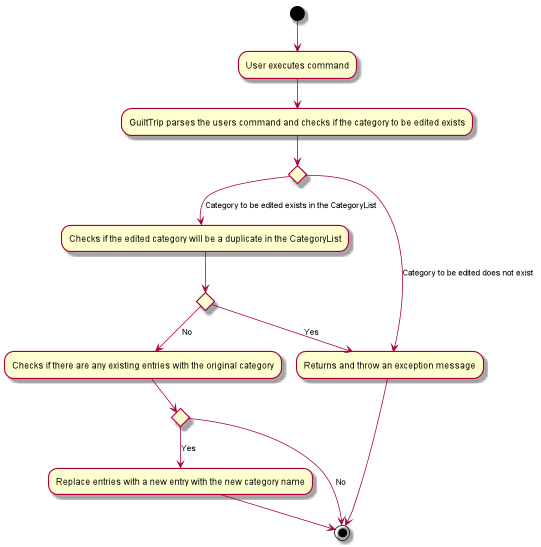 User executes command
GuiltTrip parses the users command and checks if the category to be edited exists
Category to be edited exists in the CategoryList
Category to be edited does not exist
Checks if the edited category will be a duplicate in the CategoryList
No
Yes
Checks if there are any existing entries with the original category
Returns and throw an exception message
Yes
No
Replace entries with a new entry with the new category name